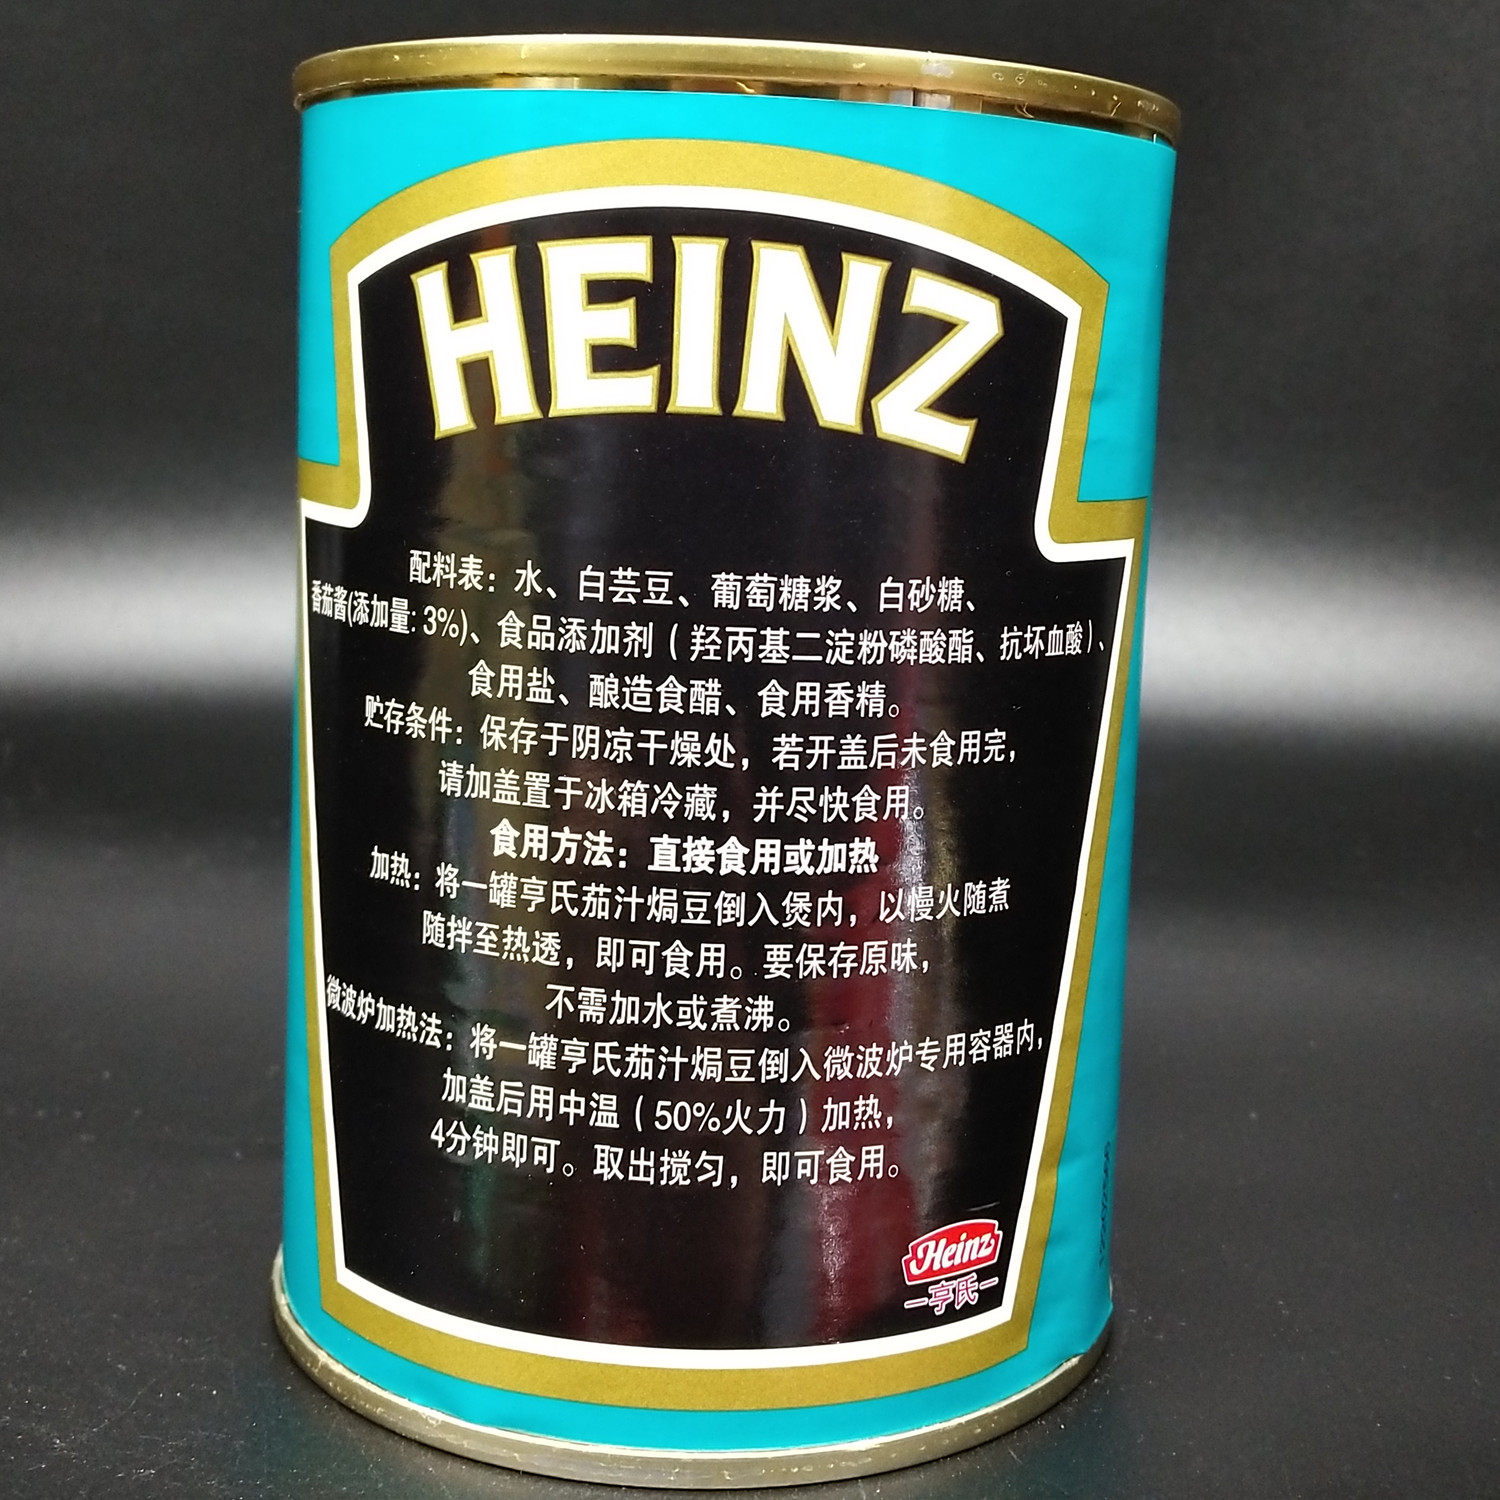 HEINZ
配料表：水、白芸豆、葡萄糖浆、白砂糖、
番茄酱(添加量: 3%)、食品添加剂（羟丙基二淀粉磷酸酯、抗坏血酸）、
食用盐、酿造食醋、食用香精。
贮存条件：保存于阴凉干燥处，若开盖后未食用完，
请加盖置于冰箱冷藏，并尽快食用。
食用方法：直接食用或加热
加热：将一罐亨氏茄汁焗豆倒入煲内，以慢火随煮
随拌至热透，即可食用。要保存原味，
不需加水或煮沸。
微波炉加热法：将一罐亨氏茄汁焗豆倒入微波炉专用容器内，
加盖后用中温（50%火力）加热，
4分钟即可。取出搅匀，即可食用。
Heinz
亨氏